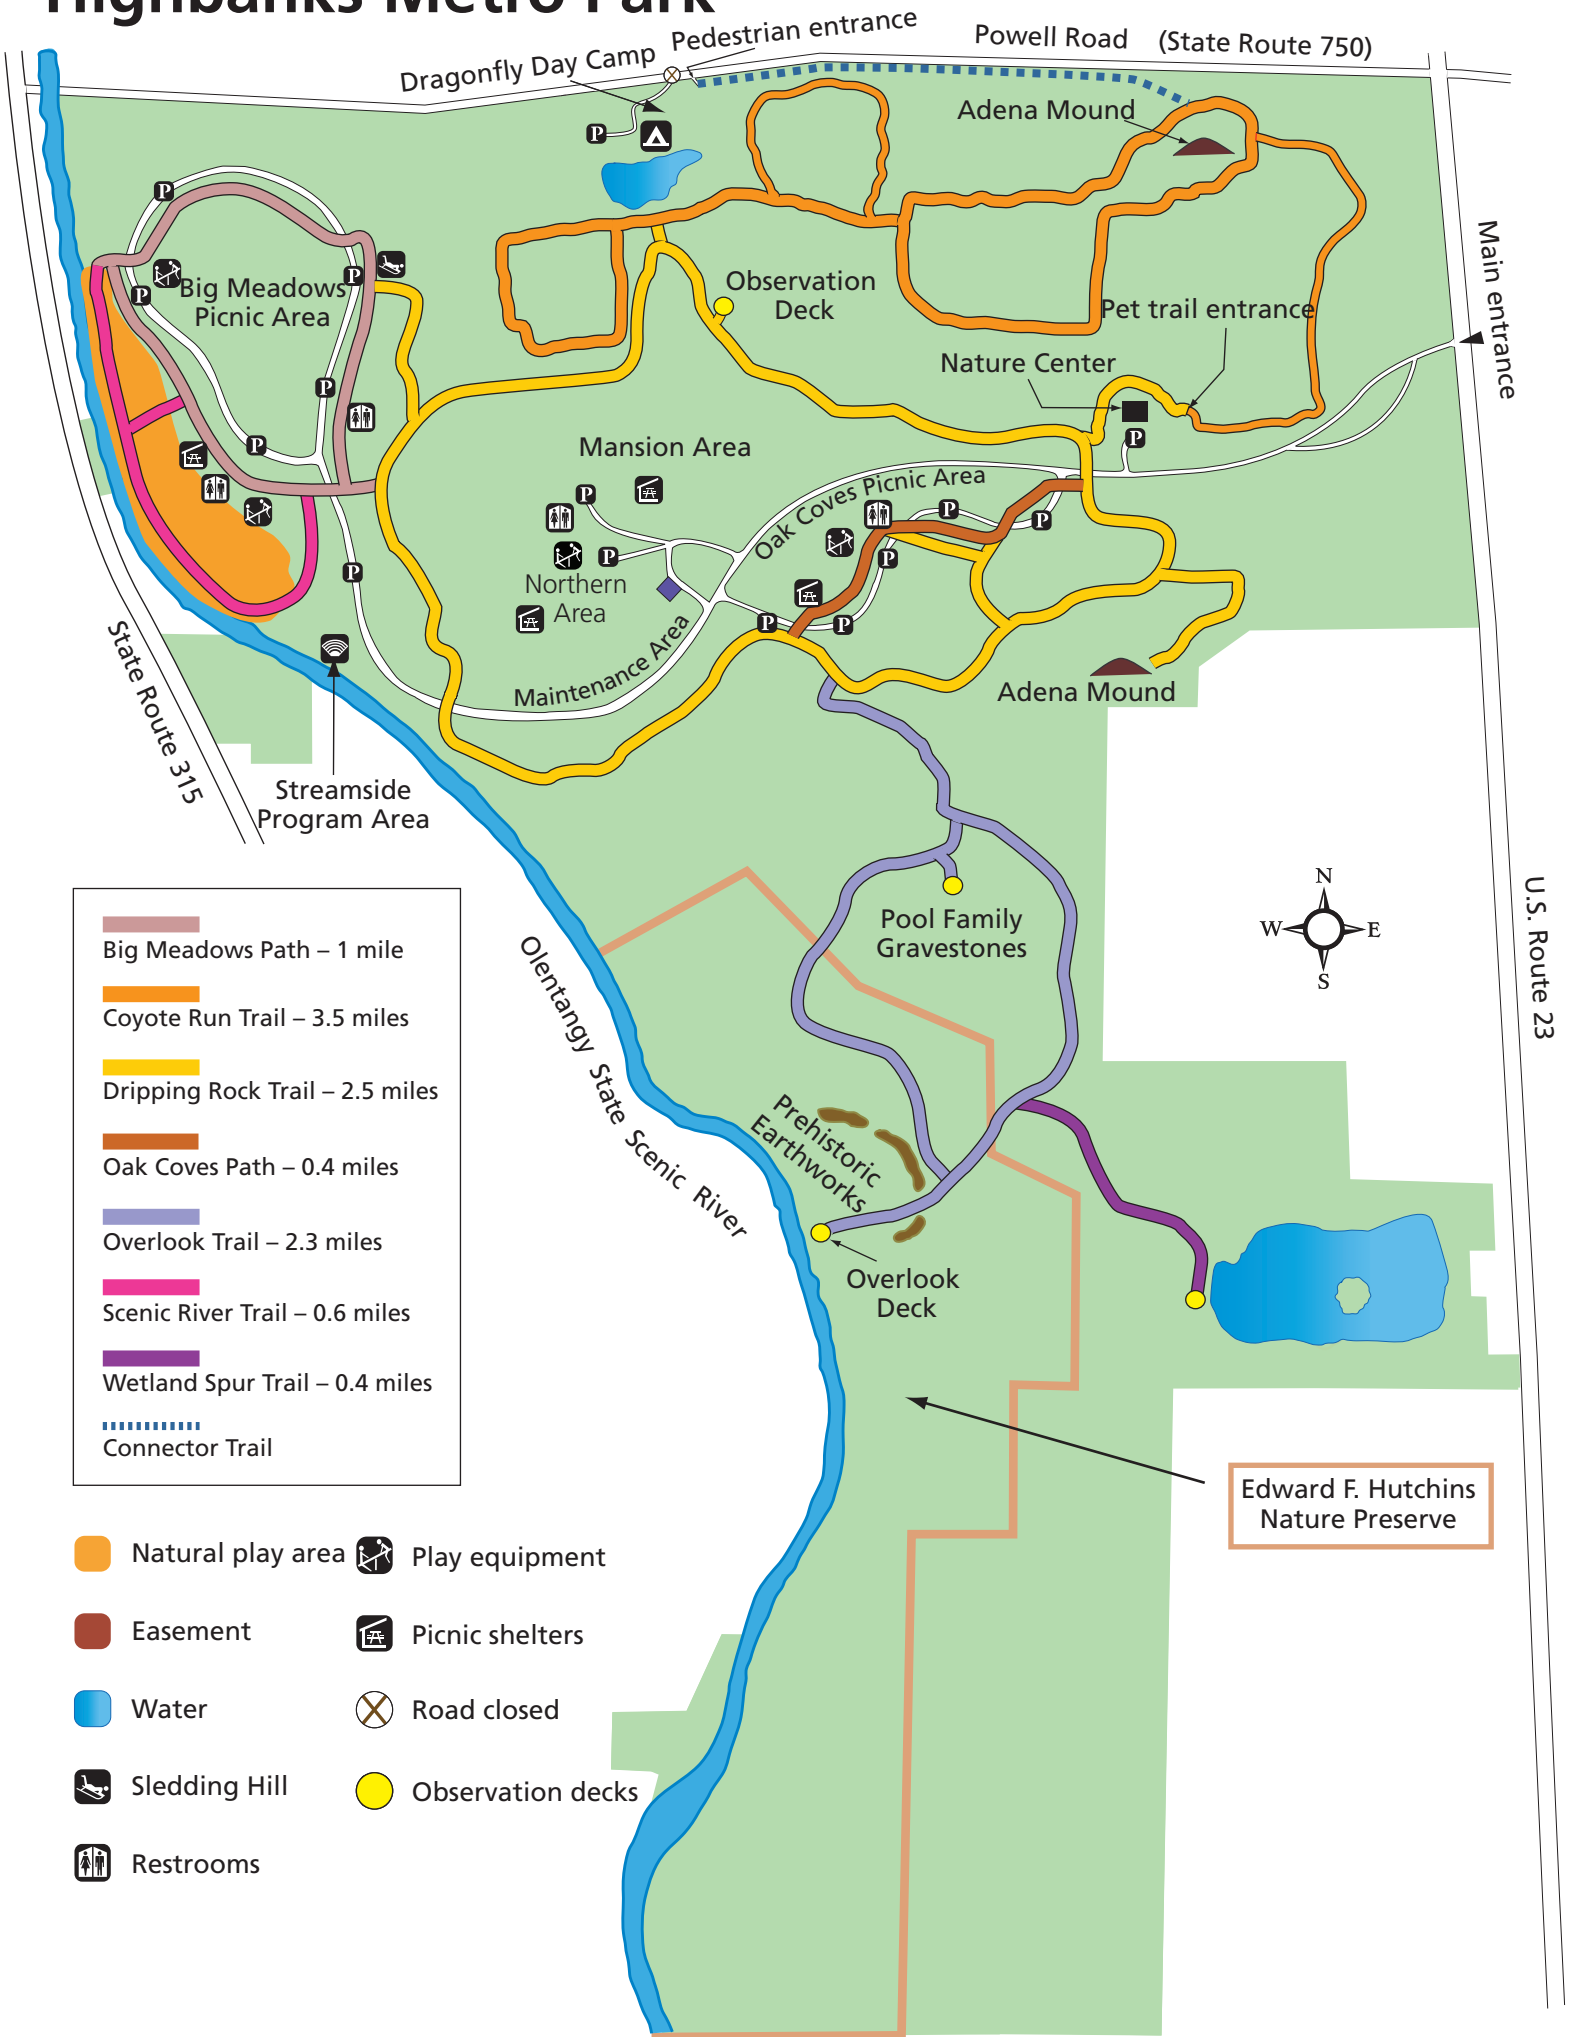 Highbanks Metro Park
Pedestrian entrance
Powell Road (State Route 750)
Dragonfly Day Camp
Adena Mound
P
P
Main entrance
Big Meadows
Picnic Area
P
P
Observation
Deck
Pet trail entrance
Nature Center
P
P
P
Mansion Area
Oak Coves Picnic Area
P
P
P
P
P
P
Northern
Area
P
P
P
Maintenance Area
Adena Mound
State Route 315
Streamside
Program Area
U.S. Route 23
N
W
E
S
Pool Family
Gravestones
Olentangy State Scenic River
Prehistoric
Earthworks
Overlook
Deck
Big Meadows Path – 1 mile
Coyote Run Trail – 3.5 miles
Dripping Rock Trail – 2.5 miles
Oak Coves Path – 0.4 miles
Overlook Trail – 2.3 miles
Scenic River Trail – 0.6 miles
Wetland Spur Trail – 0.4 miles
Connector Trail
Edward F. Hutchins
Nature Preserve
Natural play area
Play equipment
Easement
Picnic shelters
Water
Road closed
Sledding Hill
Observation decks
Restrooms